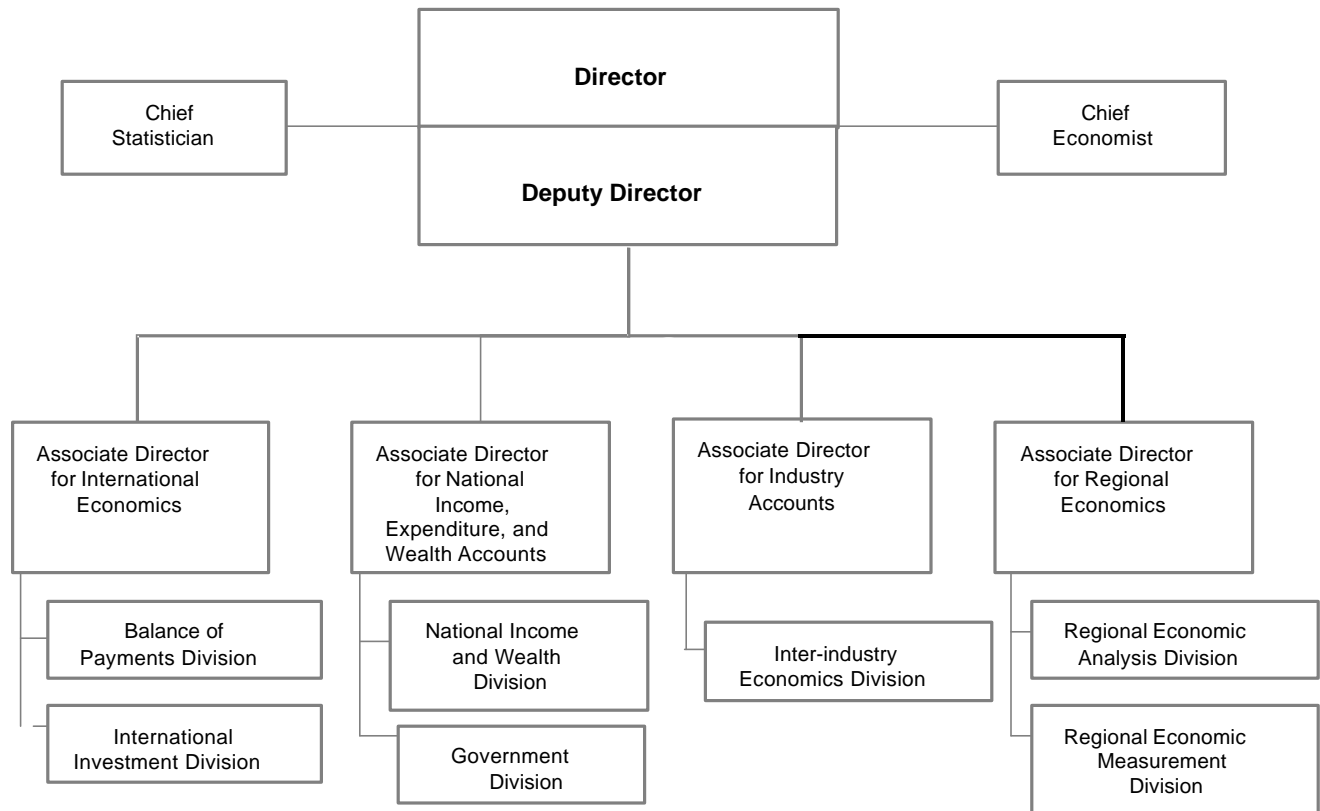 Director
Chief
Statistician
Chief
Economist
Deputy Director
Associate Director
for International
Economics
Associate Director
for National
Income,
Expenditure, and
Wealth Accounts
Associate Director
for Industry
Accounts
Associate Director
for Regional
Economics
Balance of
Payments Division
International
Investment Division
National Income
and Wealth
Division
Government
Division
Inter-industry
Economics Division
Regional Economic
Analysis Division
Regional Economic
Measurement
Division